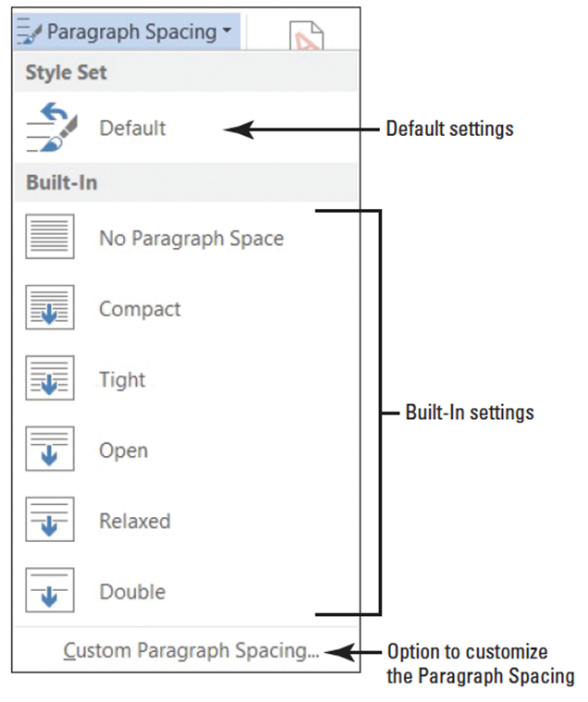 Paragraph Spacing
Style Set
Default
Default settings
Built-In
No Paragraph Space
Compact
Tight
Built-In settings
Open
Relaxed
Double
Custom Paragraph Spacing...
Option to customize
the Paragraph Spacing